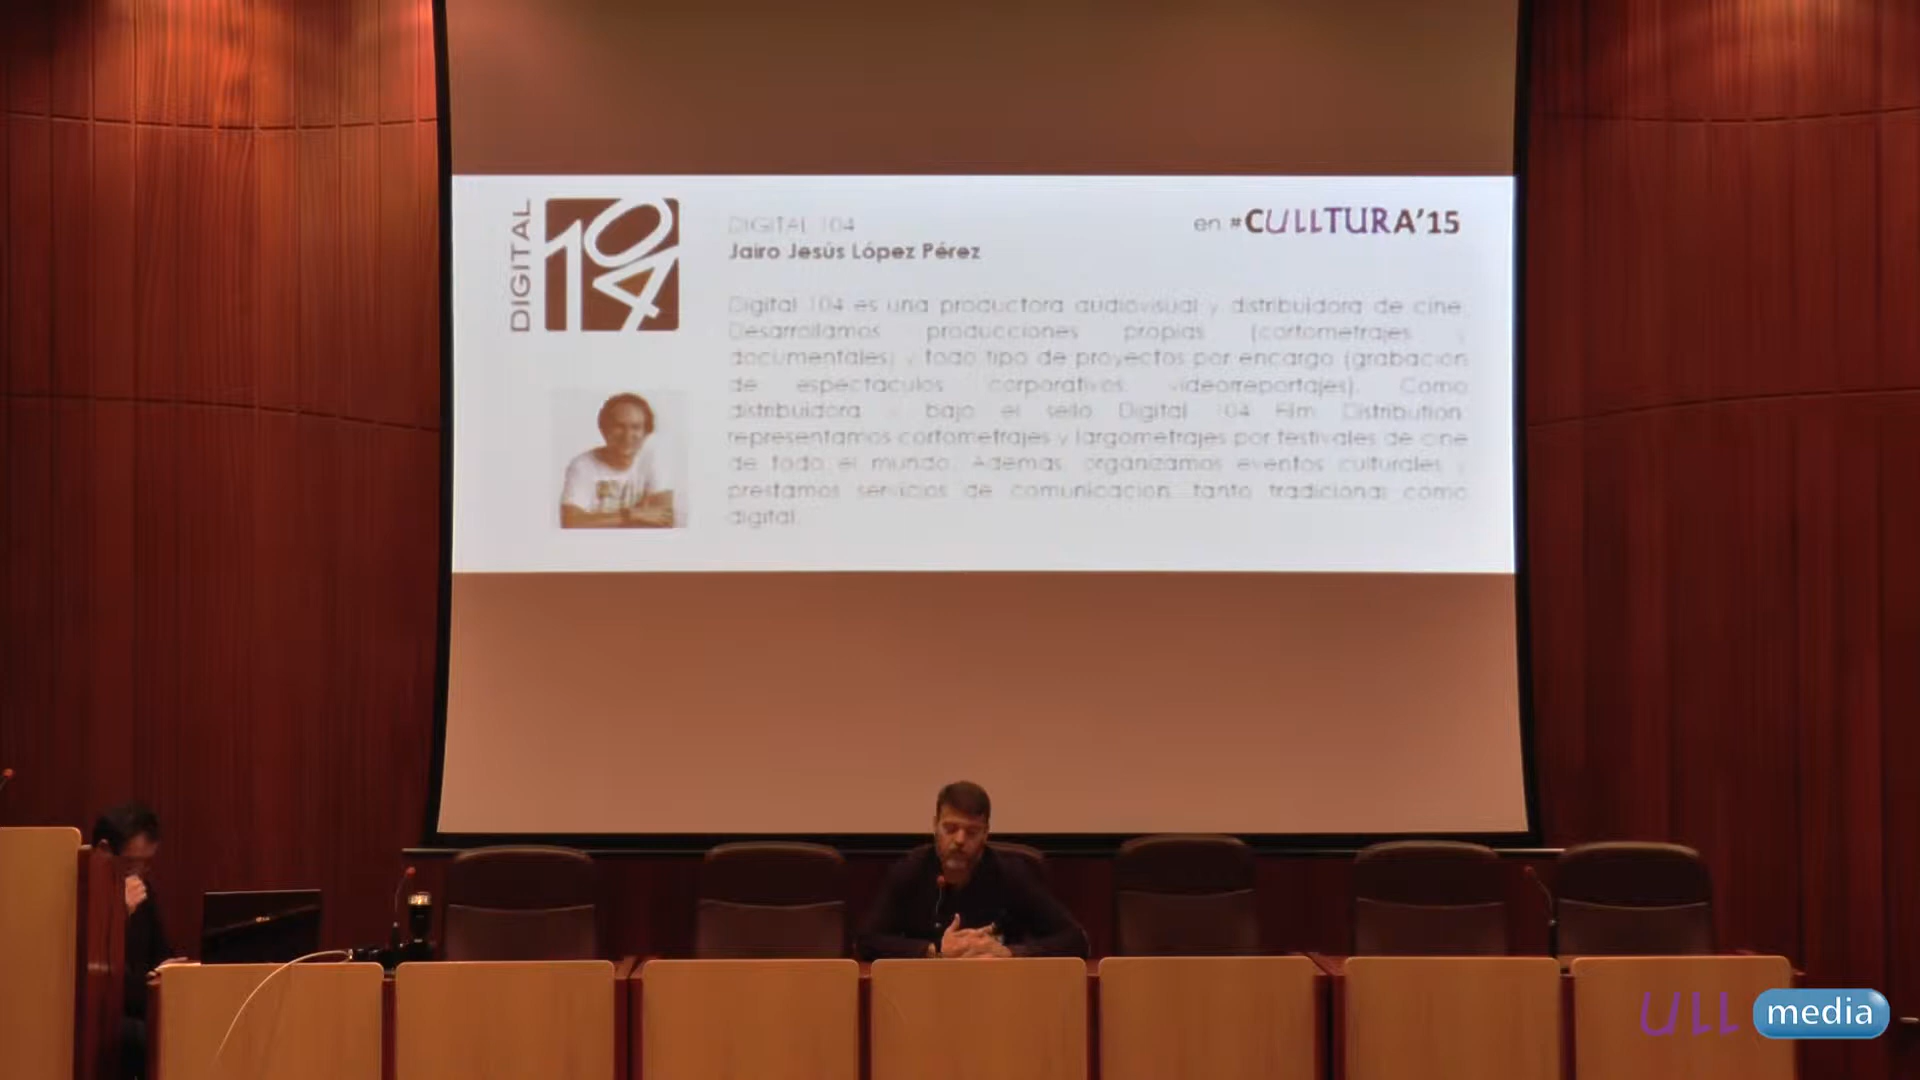 DIGITAL
104
DIGITAL 104
Jairo Jesús López Pérez
en #CULLTURA'15
Digital 104 es una productora audiovisual y distribuidora de cine.
Desarrollamos producciones propias (cortometrajes y
documentales) y todo tipo de proyectos por encargo (grabación
de espectáculos, corporativos, videorreportajes). Como
distribuidora y bajo el sello Digital 104 Film Distribution,
representamos cortometrajes y largometrajes por festivales de cine
de todo el mundo. Además, organizamos eventos culturales y
prestamos servicios de comunicación, tanto tradicional como
digital.
ULL media